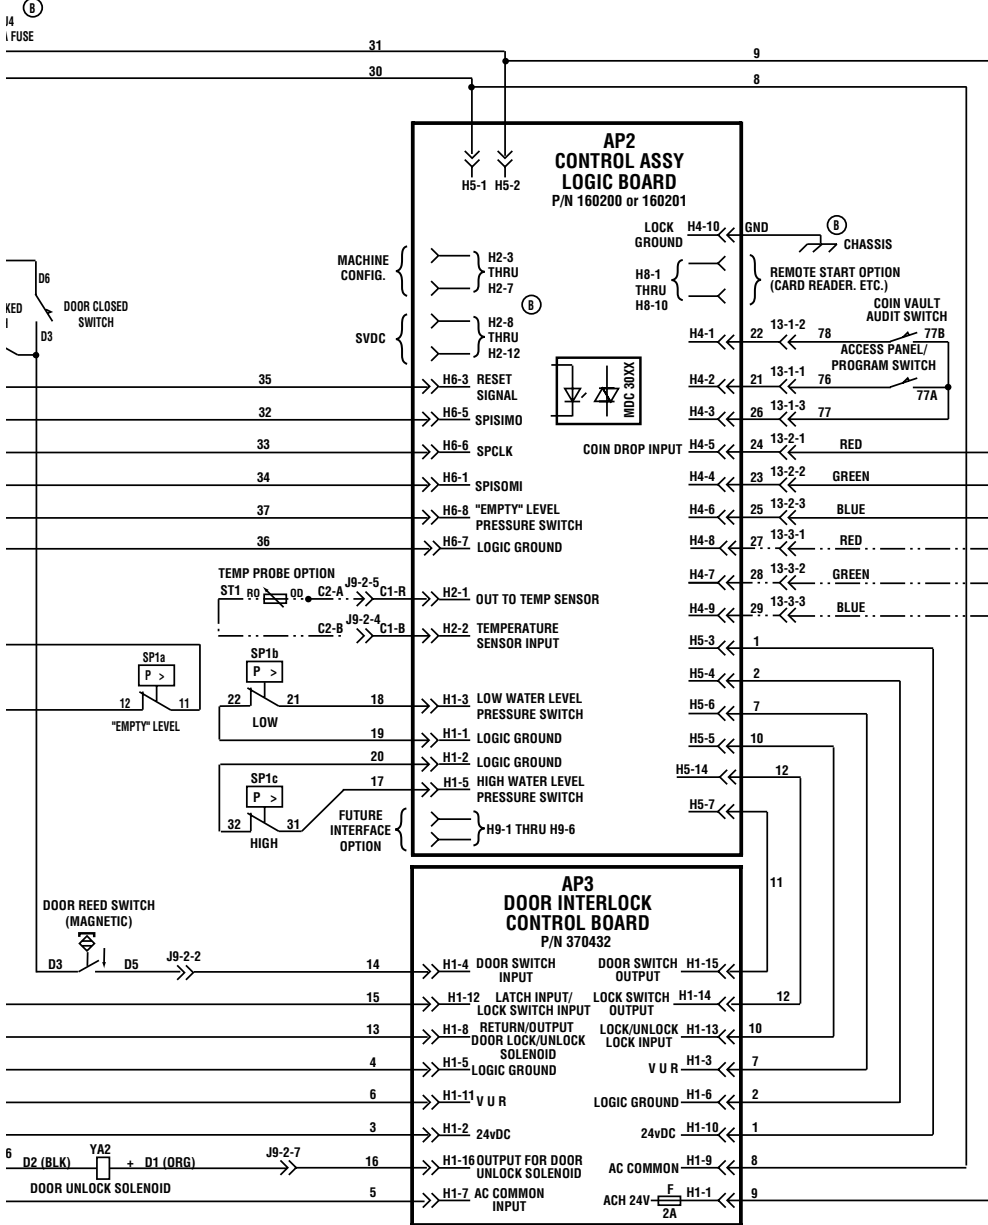 B
J4
A FUSE
31
9
30
8
AP2
CONTROL ASSY
LOGIC BOARD
P/N 160200 or 160201
H5-1 H5-2
LOCK
GROUND
H4-10
GND
B
CHASSIS
MACHINE
CONFIG.
H2-3
THRU
H2-7
H8-1
THRU
H8-10
REMOTE START OPTION
(CARD READER. ETC.)
D6
DOOR CLOSED
SWITCH
D3
B
COIN VAULT
AUDIT SWITCH
SVDC
H2-8
THRU
H2-12
H4-1 22 13-1-2 78 77B
ACCESS PANEL/
PROGRAM SWITCH
MDC 30XX
35 H6-3 RESET
SIGNAL
H4-2 21 13-1-1 76
77A
32 H6-5 SPISIMO
H4-3 26 13-1-3 77
33 H6-6 SPCLK
COIN DROP INPUT H4-5 24 13-2-1 RED
34 H6-1 SPISOMI
H4-4 23 13-2-2 GREEN
37 H6-8 "EMPTY" LEVEL
PRESSURE SWITCH
H4-6 25 13-2-3 BLUE
36 H6-7 LOGIC GROUND
H4-8 27 13-3-1 RED
TEMP PROBE OPTION
ST1 RQ QD C2-A J9-2-5 C1-R H2-1 OUT TO TEMP SENSOR
H4-7 28 13-3-2 GREEN
H4-9 29 13-3-3 BLUE
C2-B J9-2-4 C1-B H2-2 TEMPERATURE
SENSOR INPUT
H5-3 1
SP1a
P >
12 11
"EMPTY" LEVEL
SP1b
P >
22 21 18 H1-3 LOW WATER LEVEL
PRESSURE SWITCH
LOW
H5-4 2
H5-6 7
19 H1-1 LOGIC GROUND
H5-5 10
20 H1-2 LOGIC GROUND
H5-14 12
SP1c
P >
17 H1-5 HIGH WATER LEVEL
PRESSURE SWITCH
32 31
HIGH
H5-7
FUTURE
INTERFACE
OPTION
H9-1 THRU H9-6
11
AP3
DOOR INTERLOCK
CONTROL BOARD
P/N 370432
DOOR REED SWITCH
(MAGNETIC)
D3 D5 J9-2-2 14 H1-4 DOOR SWITCH
INPUT
DOOR SWITCH
OUTPUT
H1-15
15 H1-12 LATCH INPUT/
LOCK SWITCH INPUT
LOCK SWITCH
OUTPUT
H1-14 12
13 H1-8 RETURN/OUTPUT
DOOR LOCK/UNLOCK
SOLENOID
LOCK/UNLOCK
LOCK INPUT
H1-13 10
4 H1-5 LOGIC GROUND
V U R H1-3 7
6 H1-11 V U R
LOGIC GROUND H1-6 2
3 H1-2 24vDC
24vDC H1-10 1
6
D2 (BLK) YA2 + D1 (ORG) J9-2-7 16 H1-16 OUTPUT FOR DOOR
UNLOCK SOLENOID
AC COMMON H1-9 8
DOOR UNLOCK SOLENOID
5 H1-7 AC COMMON
INPUT
ACH 24V F H1-1 9
2A